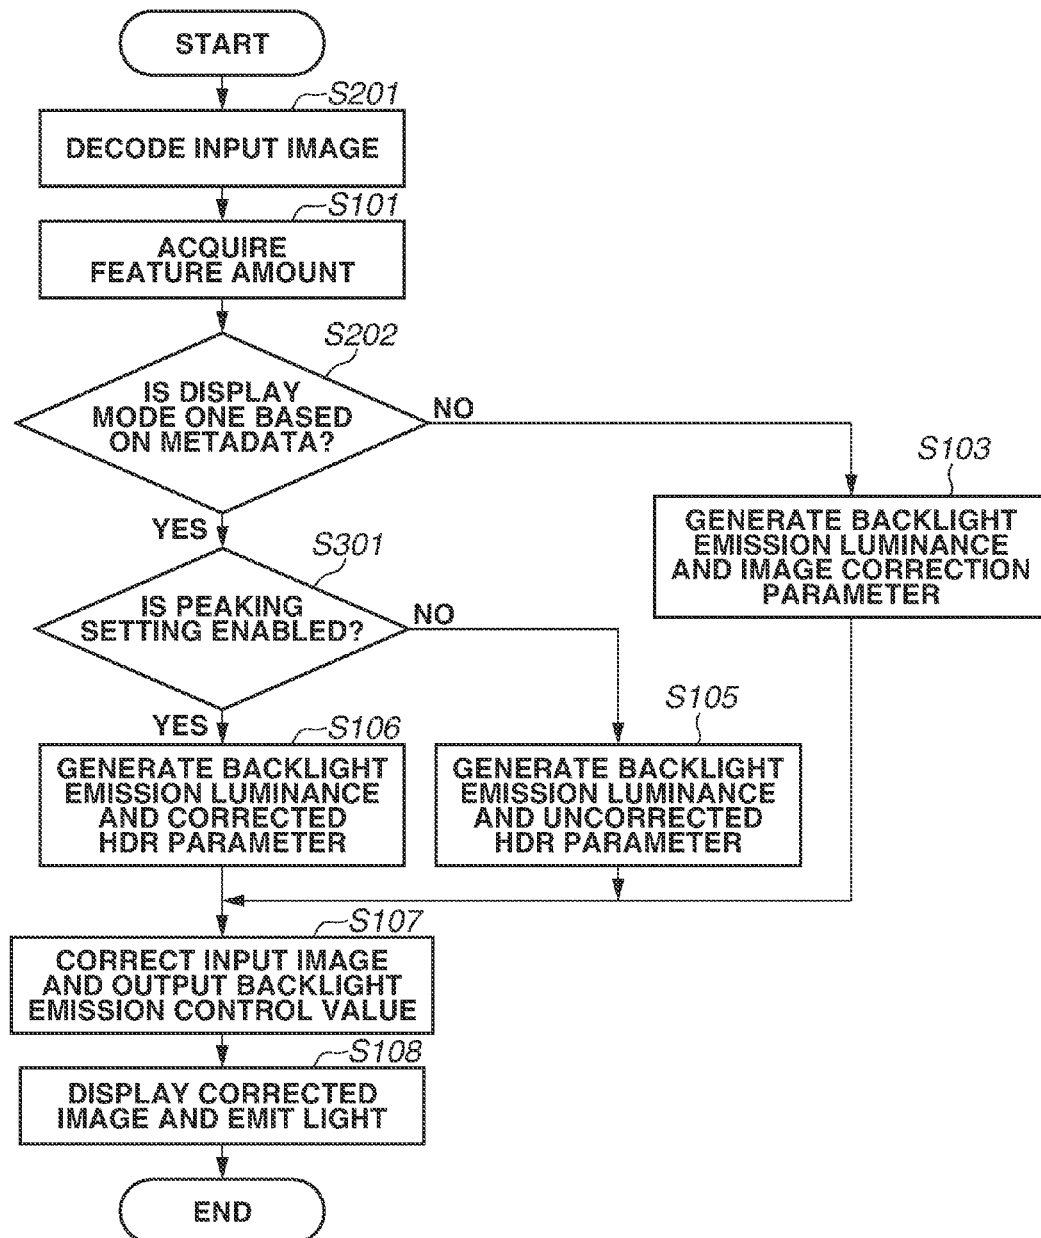 START
S201
DECODE INPUT IMAGE
S101
ACQUIRE
FEATURE AMOUNT
S202
IS DISPLAY
MODE ONE BASED
ON METADATA?
NO
S103
GENERATE BACKLIGHT
EMISSION LUMINANCE
AND IMAGE CORRECTION
PARAMETER
YES
S301
IS PEAKING
SETTING ENABLED?
NO
YES
S106
GENERATE BACKLIGHT
EMISSION LUMINANCE
AND CORRECTED
HDR PARAMETER
S105
GENERATE BACKLIGHT
EMISSION LUMINANCE
AND UNCORRECTED
HDR PARAMETER
S107
CORRECT INPUT IMAGE
AND OUTPUT BACKLIGHT
EMISSION CONTROL VALUE
S108
DISPLAY CORRECTED
IMAGE AND EMIT LIGHT
END